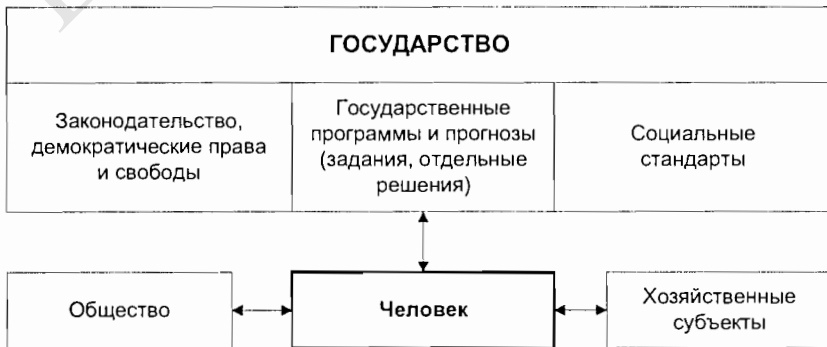 ГОСУДАРСТВО
Законодательство,
демократические права
и свободы
Государственные
программы и прогнозы
(задания, отдельные
решения)
Социальные
стандарты
Общество
Человек
Хозяйственные
субъекты